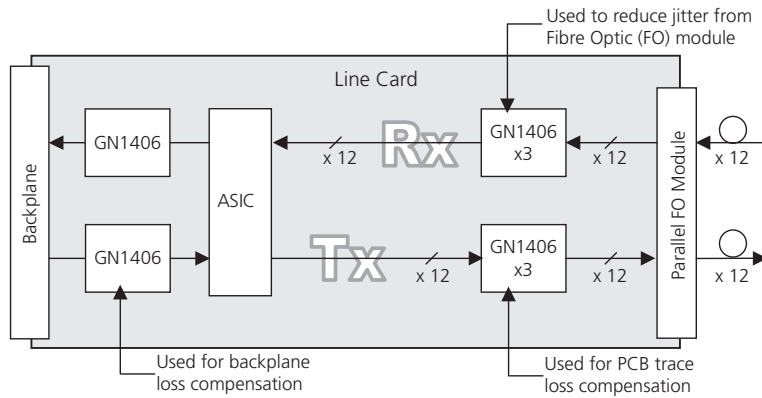 Used to reduce jitter from
Fibre Optic (FO) module
Line Card
Backplane
GN1406
ASIC
x 12
Rx
GN1406
x3
x 12
Parallel FO Module
x 12
GN1406
Tx
x 12
GN1406
x3
x 12
x 12
Used for backplane
loss compensation
Used for PCB trace
loss compensation